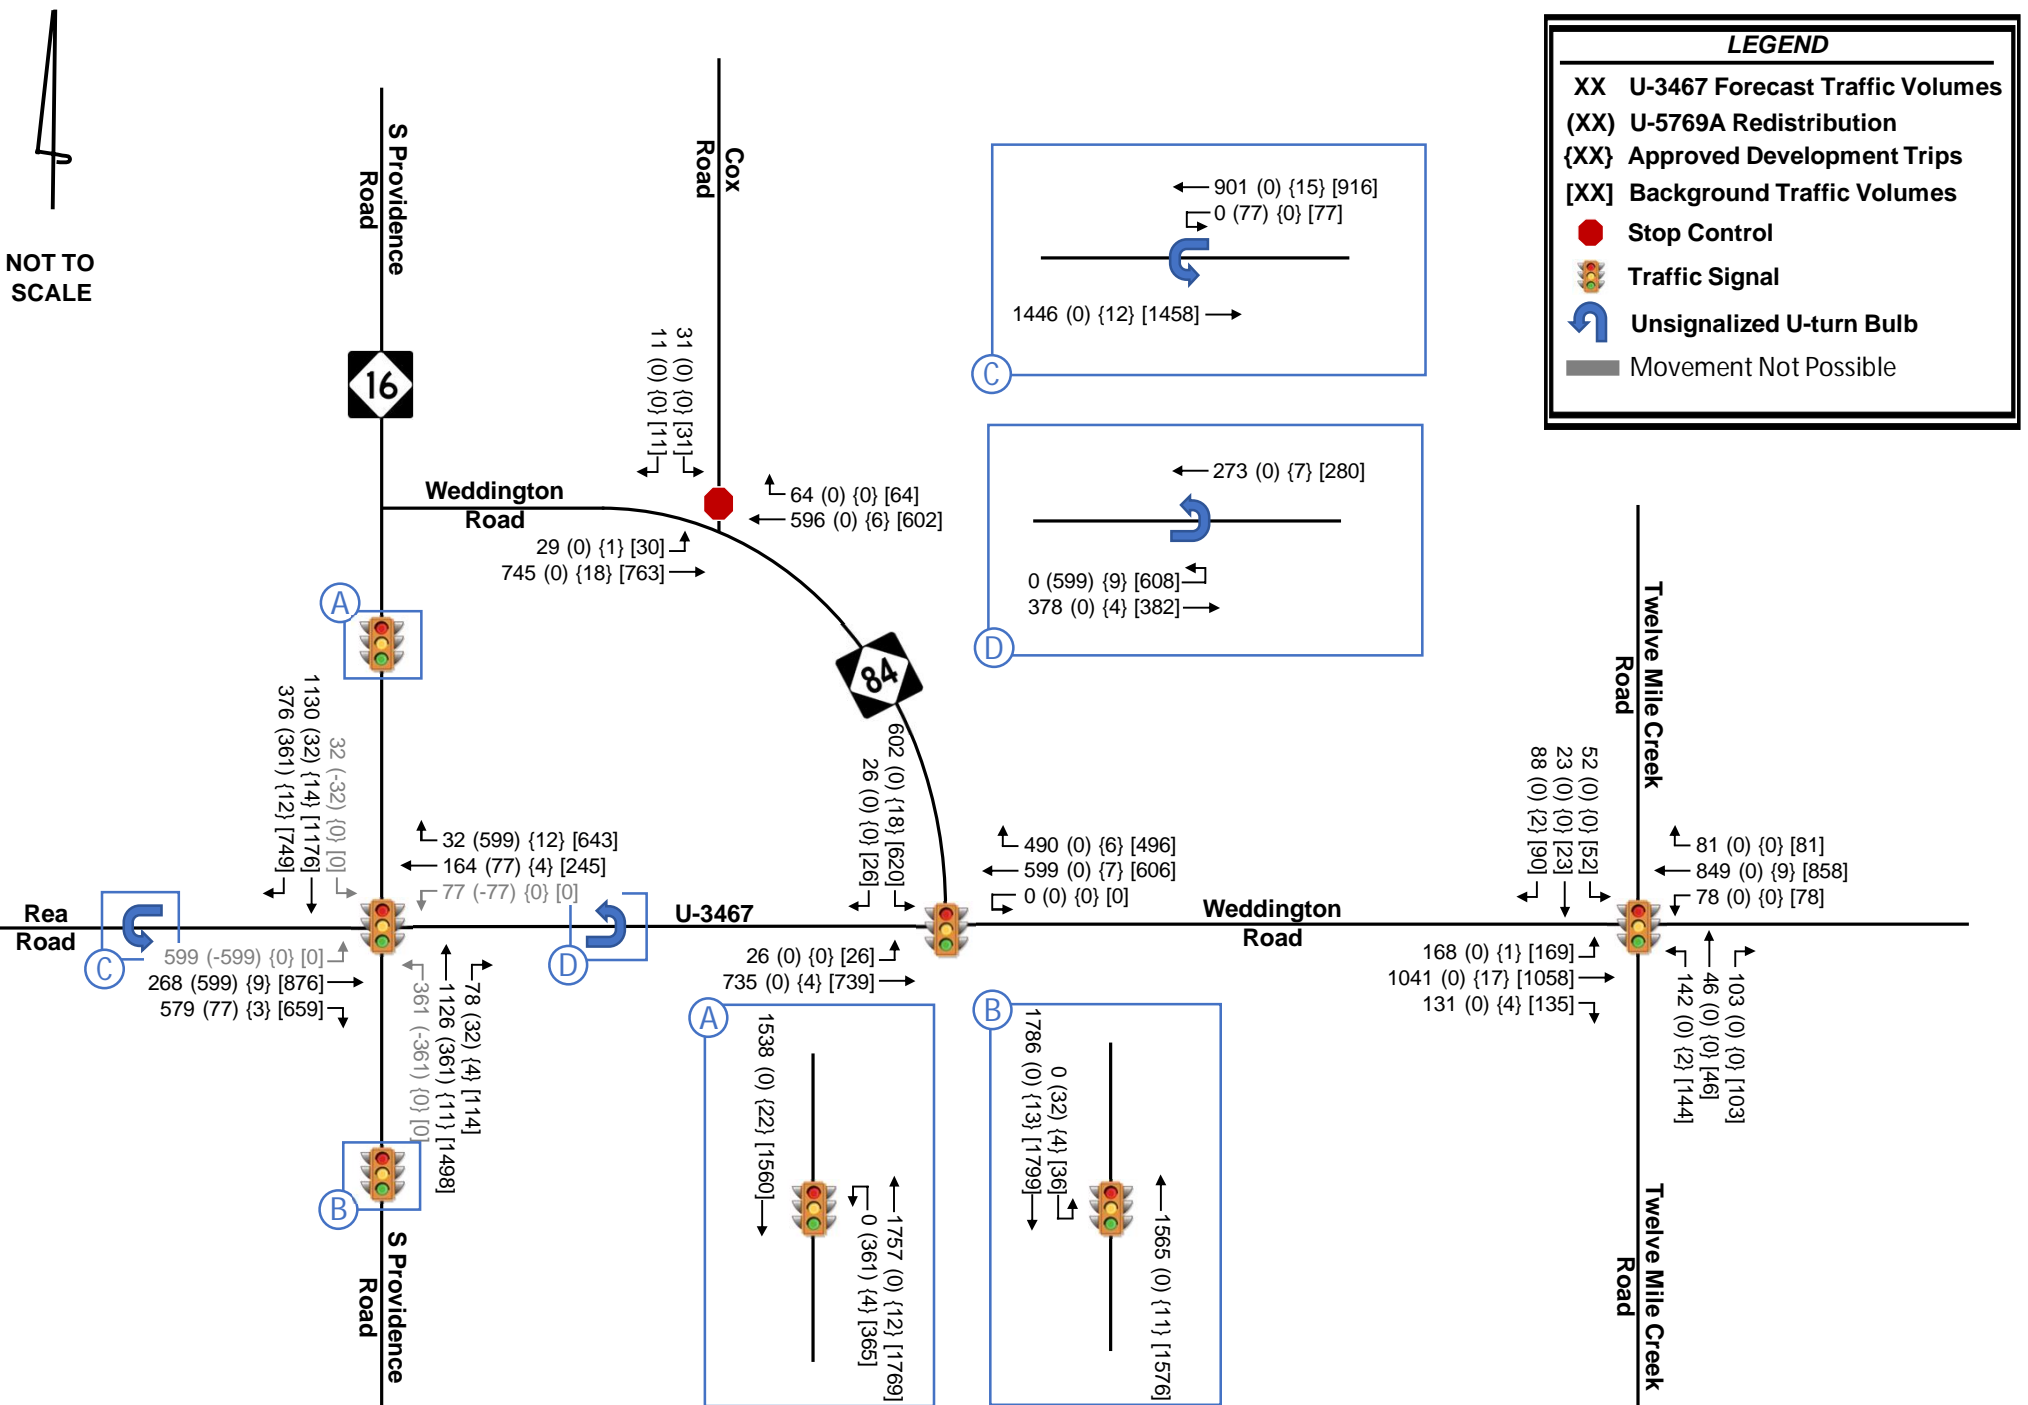 LEGEND
XX U-3467 Forecast Traffic Volumes
(XX) U-5769A Redistribution
{XX} Approved Development Trips
[XX] Background Traffic Volumes
Stop Control
Traffic Signal
Unsignalized U-turn Bulb
Movement Not Possible
NOT TO
SCALE
S Providence
Road
16
Cox
Road
901 (0) {15} [916]
0 (77) {0} [77]
1446 (0) {12} [1458]
C
31 (0) {0} [31]
11 (0) {0} [11]
Weddington
Road
64 (0) {0} [64]
596 (0) {6} [602]
29 (0) {1} [30]
745 (0) {18} [763]
273 (0) {7} [280]
0 (599) {9} [608]
378 (0) {4} [382]
D
A
84
Twelve Mile Creek
Road
32 (-32) {0} [0]
1130 (32) {14} [1176]
376 (361) {12} [749]
32 (599) {12} [643]
164 (77) {4} [245]
77 (-77) {0} [0]
602 (0) {18} [620]
26 (0) {0} [26]
490 (0) {6} [496]
599 (0) {7} [606]
0 (0) {0} [0]
52 (0) {0} [52]
23 (0) {0} [23]
88 (0) {2} [90]
81 (0) {0} [81]
849 (0) {9} [858]
78 (0) {0} [78]
Rea
Road
U-3467
Weddington
Road
C
D
599 (-599) {0} [0]
268 (599) {9} [876]
579 (77) {3} [659]
26 (0) {0} [26]
735 (0) {4} [739]
168 (0) {1} [169]
1041 (0) {17} [1058]
131 (0) {4} [135]
78 (32) {4} [114]
1126 (361) {11} [1498]
361 (-361) {0} [0]
103 (0) {0} [103]
46 (0) {0} [46]
142 (0) {2} [144]
A
1538 (0) {22} [1560]
1757 (0) {12} [1769]
0 (361) {4} [365]
B
0 (32) {4} [36]
1786 (0) {13} [1799]
1565 (0) {11} [1576]
B
S Providence
Road
Twelve Mile Creek
Road